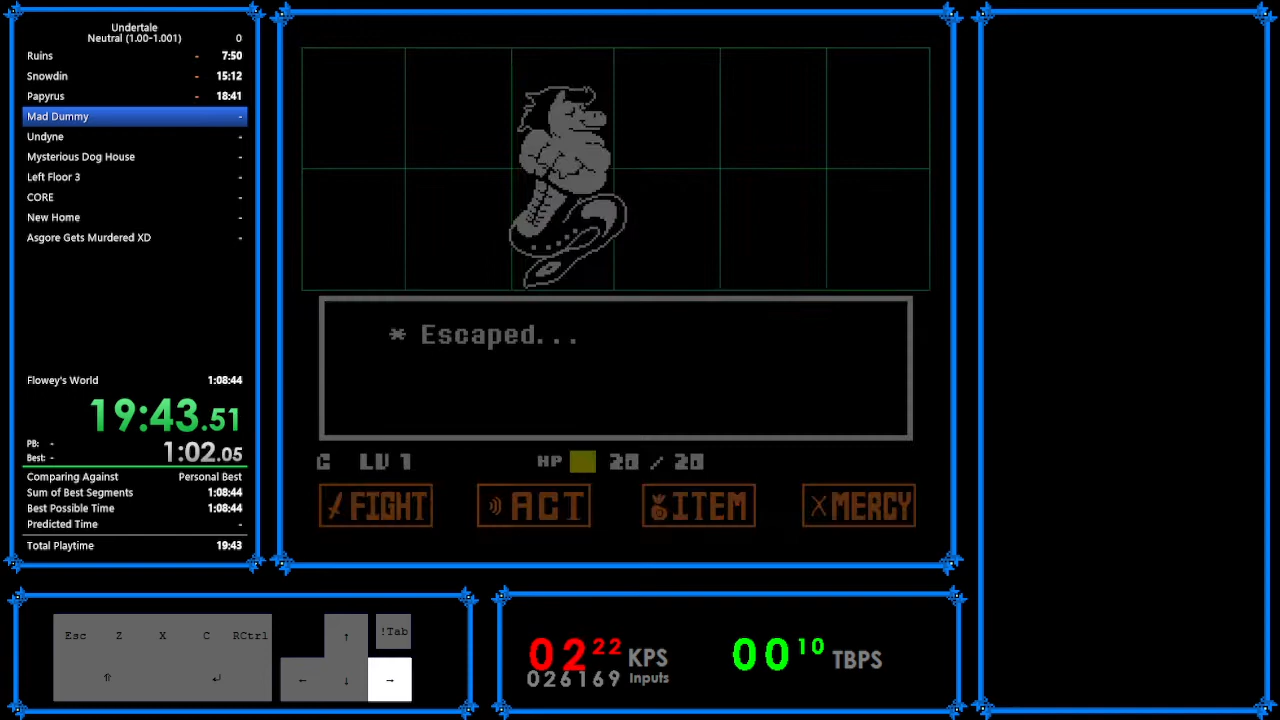 Undertale
Neutral (1.00-1.001) 0
Ruins - 7:50
Snowdin - 15:12
Papyrus - 18:41
Mad Dummy -
Undyne -
Mysterious Dog House -
Left Floor 3 -
CORE -
New Home -
Asgore Gets Murdered XD -
Flowey's World 1:08:44
19:43.51
PB: -
Best: -
1:02.05
Comparing Against Personal Best
Sum of Best Segments 1:08:44
Best Possible Time 1:08:44
Predicted Time -
Total Playtime 19:43
* Escaped...
C LV 1 HP 20 / 20
FIGHT ACT ITEM MERCY
Esc Z X C RCtrl ↑ !Tab
⇧ ↵ ← ↓ →
02 22 KPS 00 10 TBPS
026169 Inputs